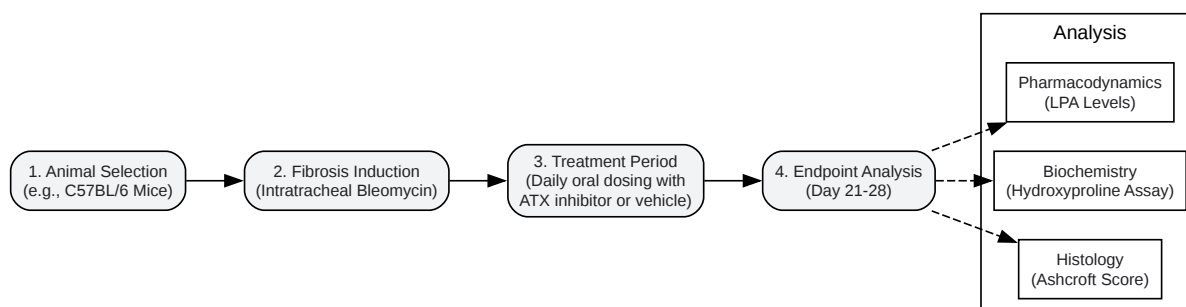 1. Animal Selection
(e.g., C57BL/6 Mice)
2. Fibrosis Induction
(Intratracheal Bleomycin)
3. Treatment Period
(Daily oral dosing with
ATX inhibitor or vehicle)
4. Endpoint Analysis
(Day 21-28)
Analysis
Pharmacodynamics
(LPA Levels)
Biochemistry
(Hydroxyproline Assay)
Histology
(Ashcroft Score)